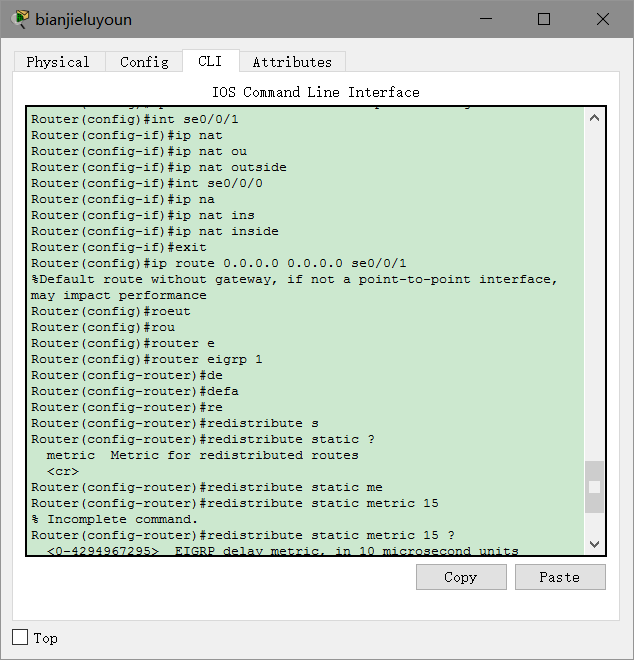 bianjieluyoun
Physical Config CLI Attributes
IOS Command Line Interface
Router(config)#int se0/0/1
Router(config-if)#ip nat
Router(config-if)#ip nat ou
Router(config-if)#ip nat outside
Router(config-if)#int se0/0/0
Router(config-if)#ip na
Router(config-if)#ip nat ins
Router(config-if)#ip nat inside
Router(config-if)#exit
Router(config)#ip route 0.0.0.0 0.0.0.0 se0/0/1
%Default route without gateway, if not a point-to-point interface,
may impact performance
Router(config)#roeut
Router(config)#rou
Router(config)#router e
Router(config)#router eigrp 1
Router(config-router)#de
Router(config-router)#defa
Router(config-router)#re
Router(config-router)#redistribute s
Router(config-router)#redistribute static ?
metric  Metric for redistributed routes
<cr>
Router(config-router)#redistribute static me
Router(config-router)#redistribute static metric 15
% Incomplete command.
Router(config-router)#redistribute static metric 15 ?
<0-4294967295>  EIGRP delay metric, in 10 microsecond units
Copy Paste
Top